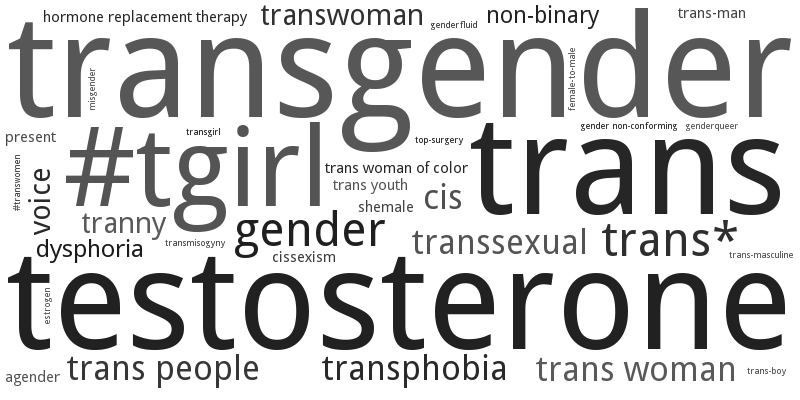 hormone replacement therapy
transwoman
genderfluid
non-binary
trans-man
transgender
misgender
female-to-male
present
#tgirl
transgirl
top-surgery
gender non-conforming
genderqueer
trans
#transwomen
voice
trans woman of color
trans youth
cis
shemale
tranny
gender
transmisogyny
dysphoria
cissexism
transsexual
trans*
trans-masculine
testosterone
estrogen
agender
trans people
transphobia
trans woman
trans-boy